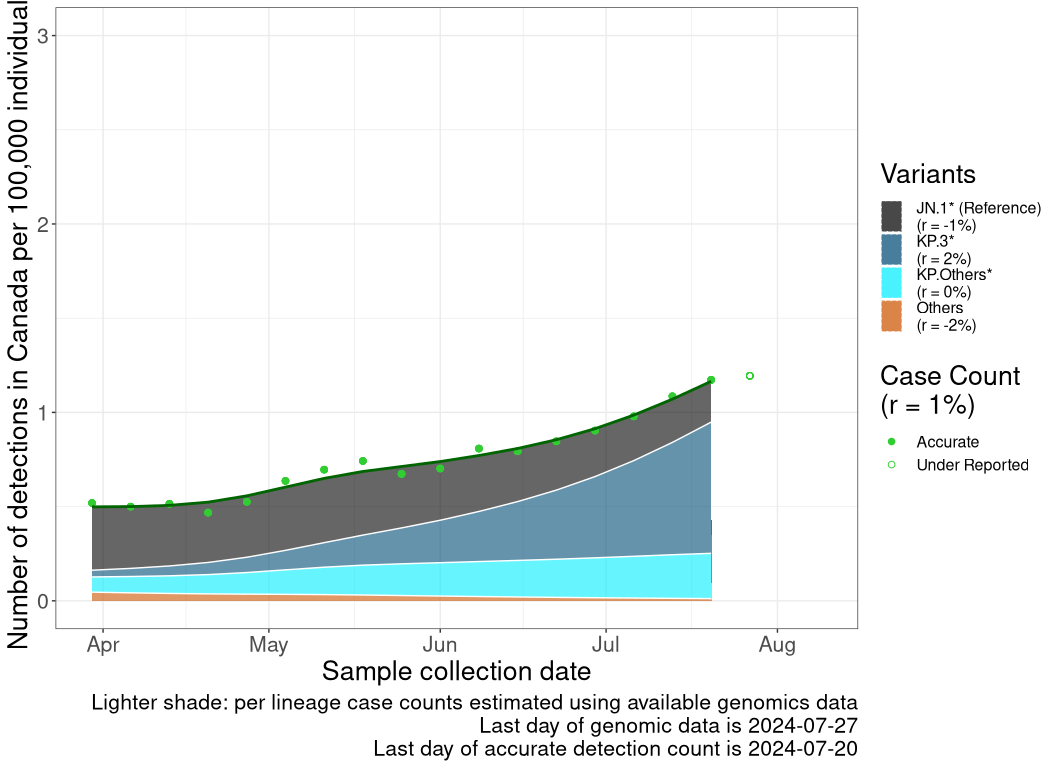 Number of detections in Canada per 100,000 individual
3
2
1
0
Apr
May
Jun
Jul
Aug
Sample collection date
Lighter shade: per lineage case counts estimated using available genomics data
Last day of genomic data is 2024-07-27
Last day of accurate detection count is 2024-07-20
Variants
JN.1* (Reference)
(r = -1%)
KP.3*
(r = 2%)
KP.Others*
(r = 0%)
Others
(r = -2%)
Case Count
(r = 1%)
Accurate
Under Reported